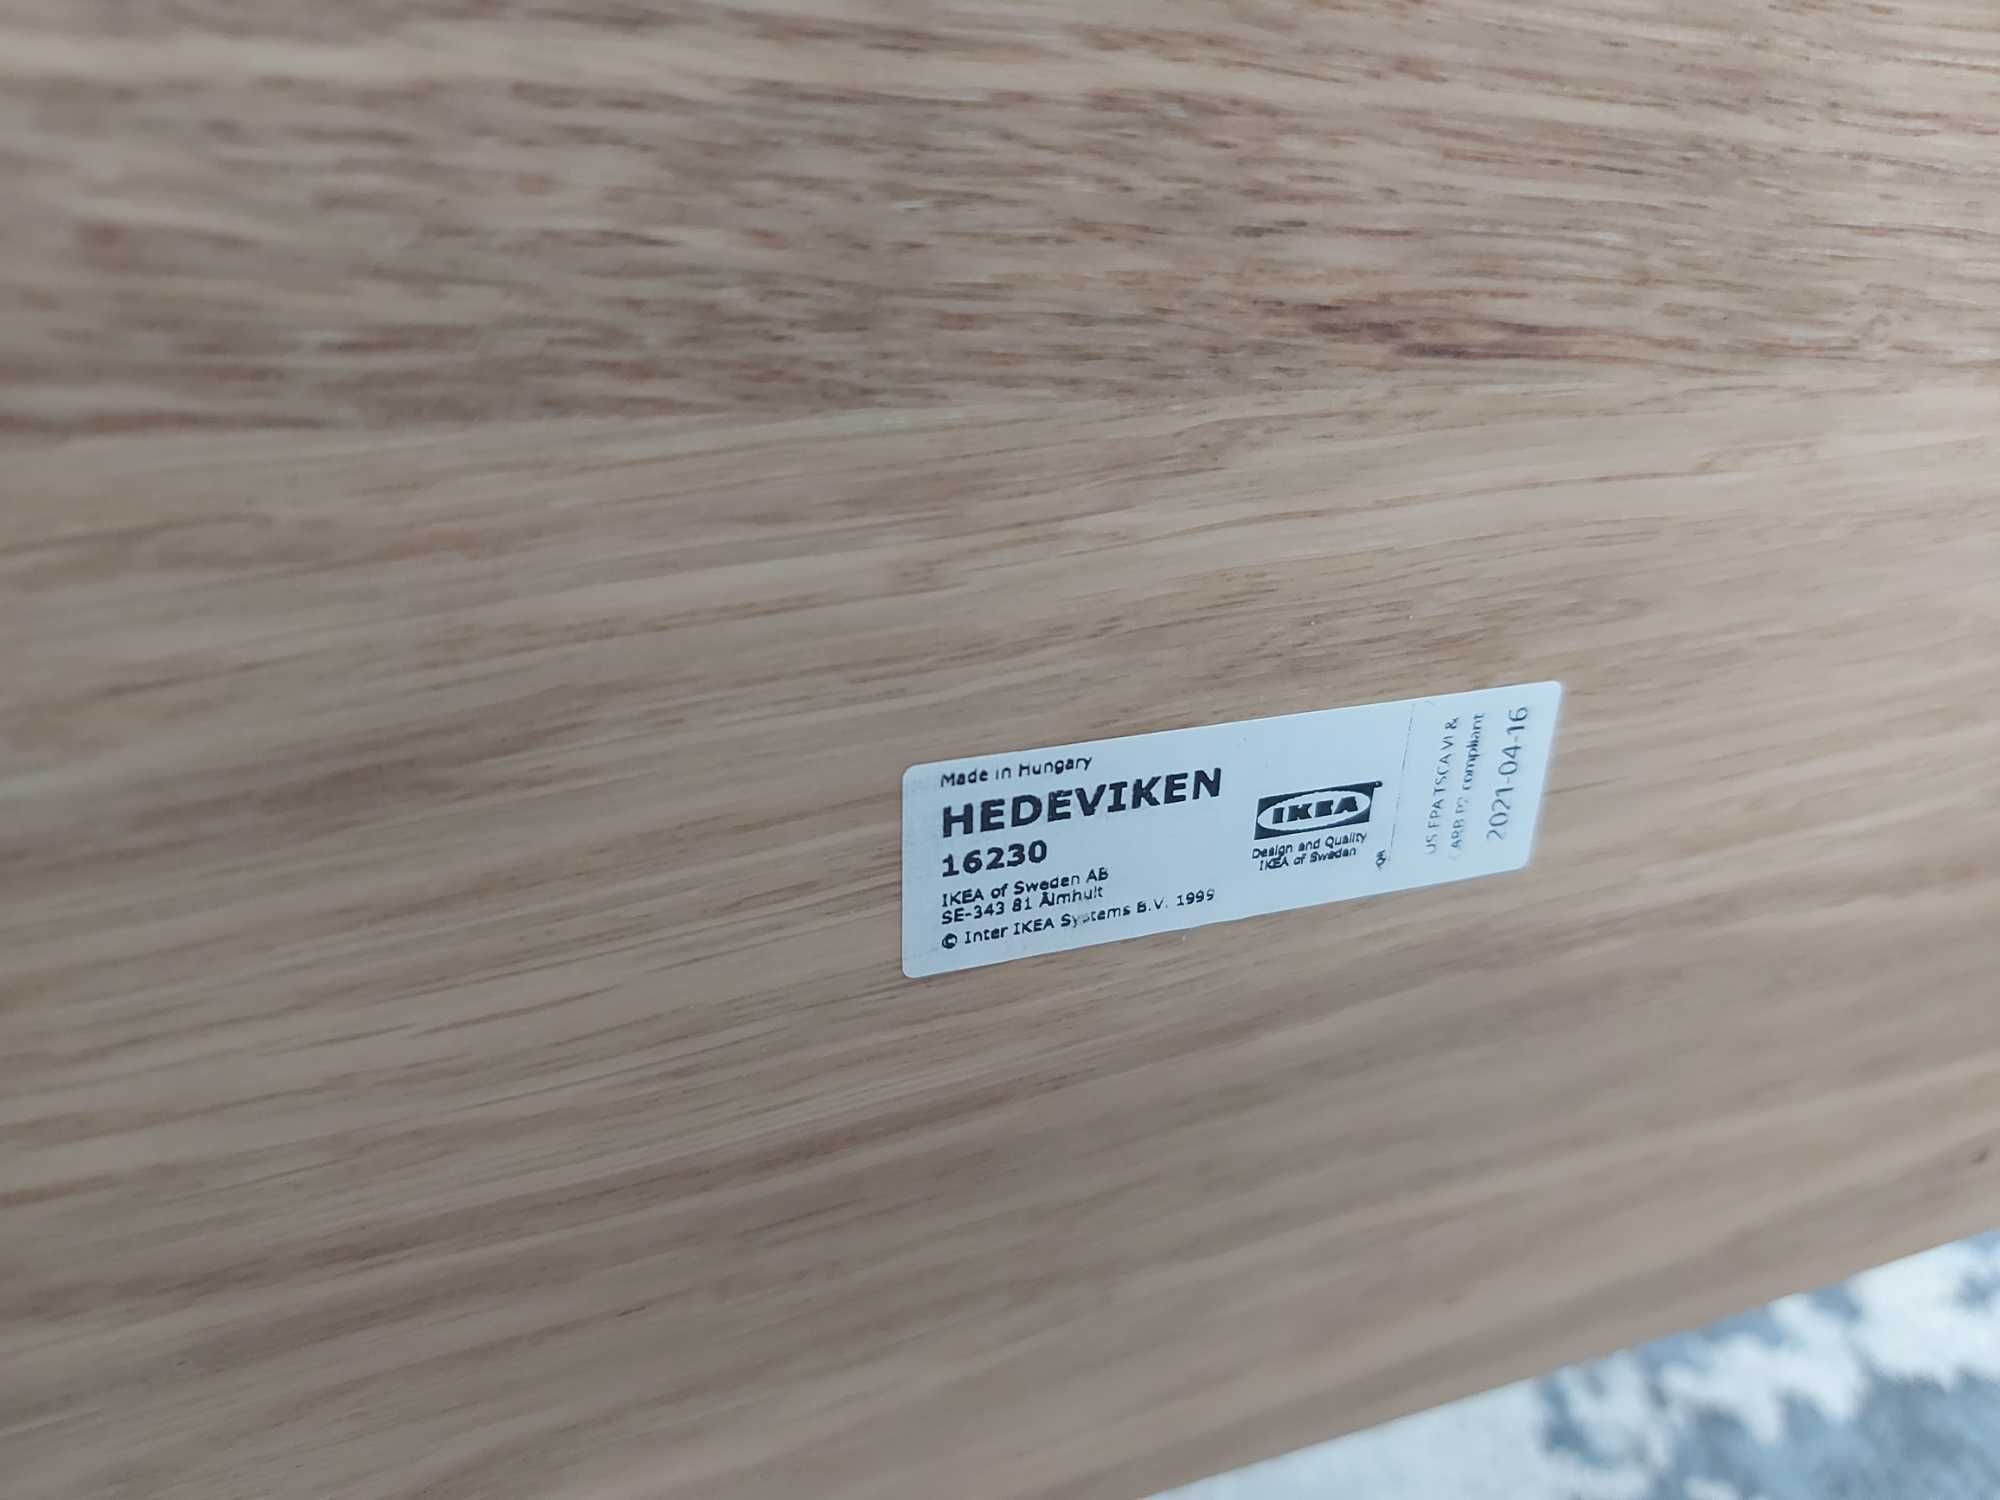 Made in Hungary
HEDEVIKEN
16230
IKEA of Sweden AB
SE-343 81 Älmhult
© Inter IKEA Systems B.V. 1999
IKEA
Design and Quality
IKEA of Sweden
US EPA TSCA VI &
CARB P2 compliant
2021-04-16